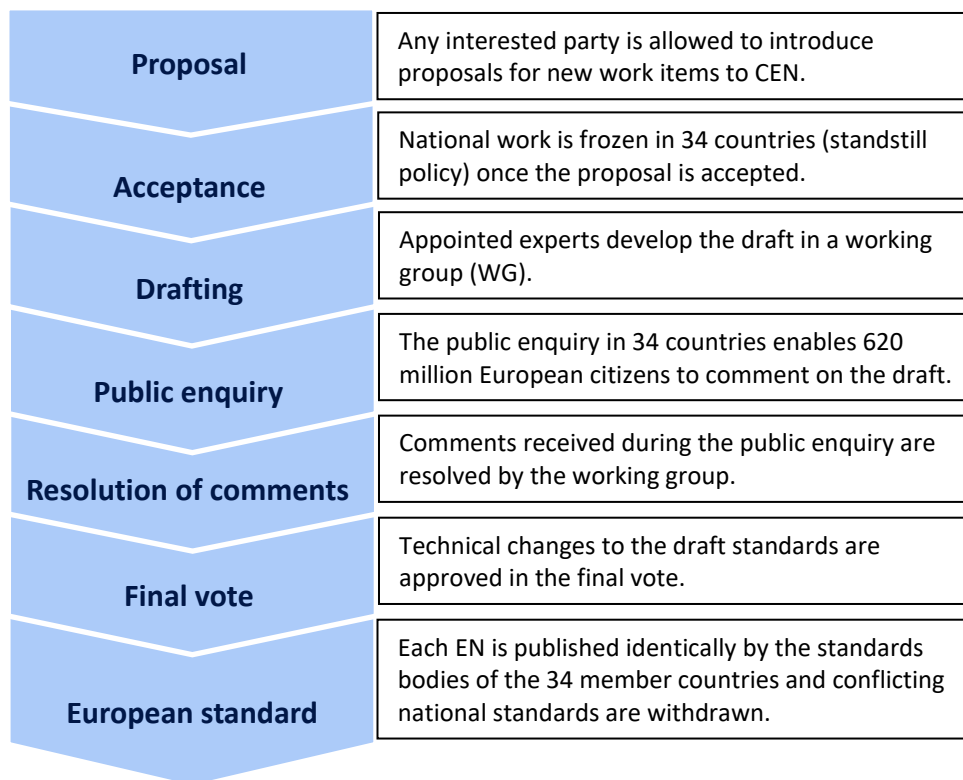 Proposal
Any interested party is allowed to introduce
proposals for new work items to CEN.
Acceptance
National work is frozen in 34 countries (standstill
policy) once the proposal is accepted.
Drafting
Appointed experts develop the draft in a working
group (WG).
Public enquiry
The public enquiry in 34 countries enables 620
million European citizens to comment on the draft.
Resolution of comments
Comments received during the public enquiry are
resolved by the working group.
Final vote
Technical changes to the draft standards are
approved in the final vote.
European standard
Each EN is published identically by the standards
bodies of the 34 member countries and conflicting
national standards are withdrawn.